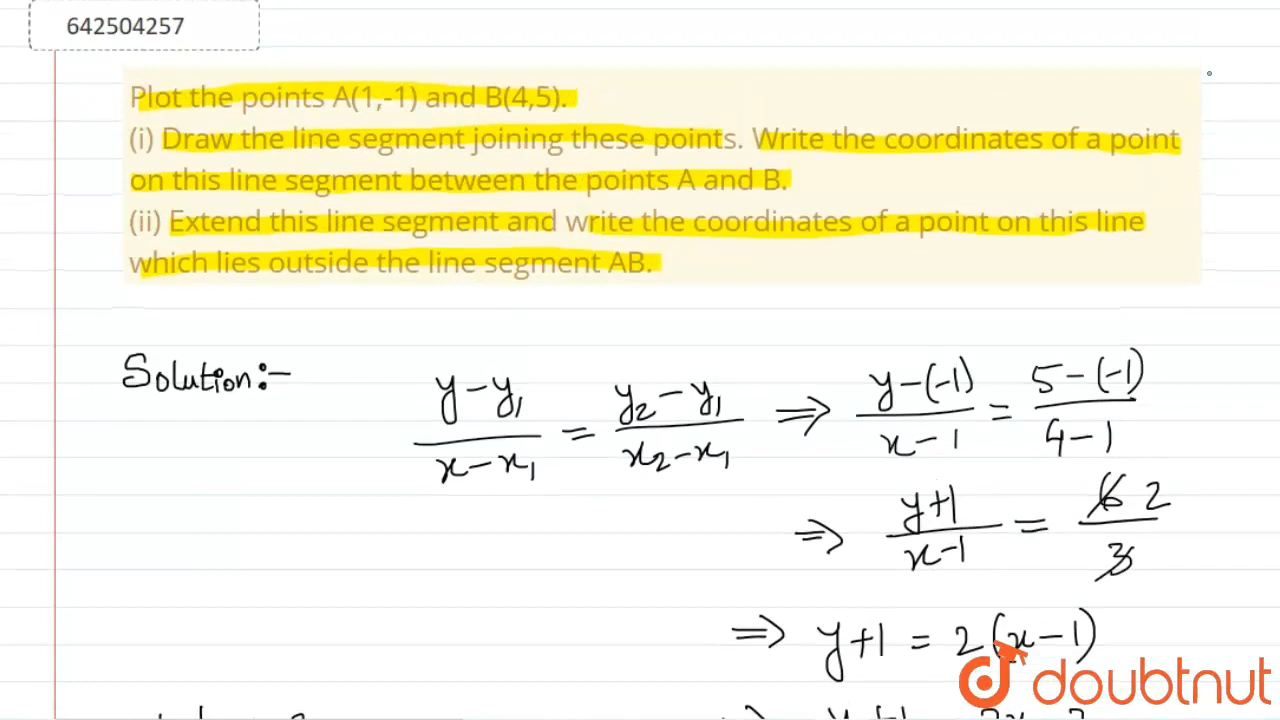 642504257
Plot the points A(1,-1) and B(4,5).
(i) Draw the line segment joining these points. Write the coordinates of a point
on this line segment between the points A and B.
(ii) Extend this line segment and write the coordinates of a point on this line
which lies outside the line segment AB.
Solution:-
y-y₁/x-x₁ = y₂-y₁/x₂-x₁ ⇒ y-(-1)/x-1 = 5-(-1)/4-1
⇒ y+1/x-1 = 6 2/3
⇒ y+1 = 2(x-1)
doubtnut